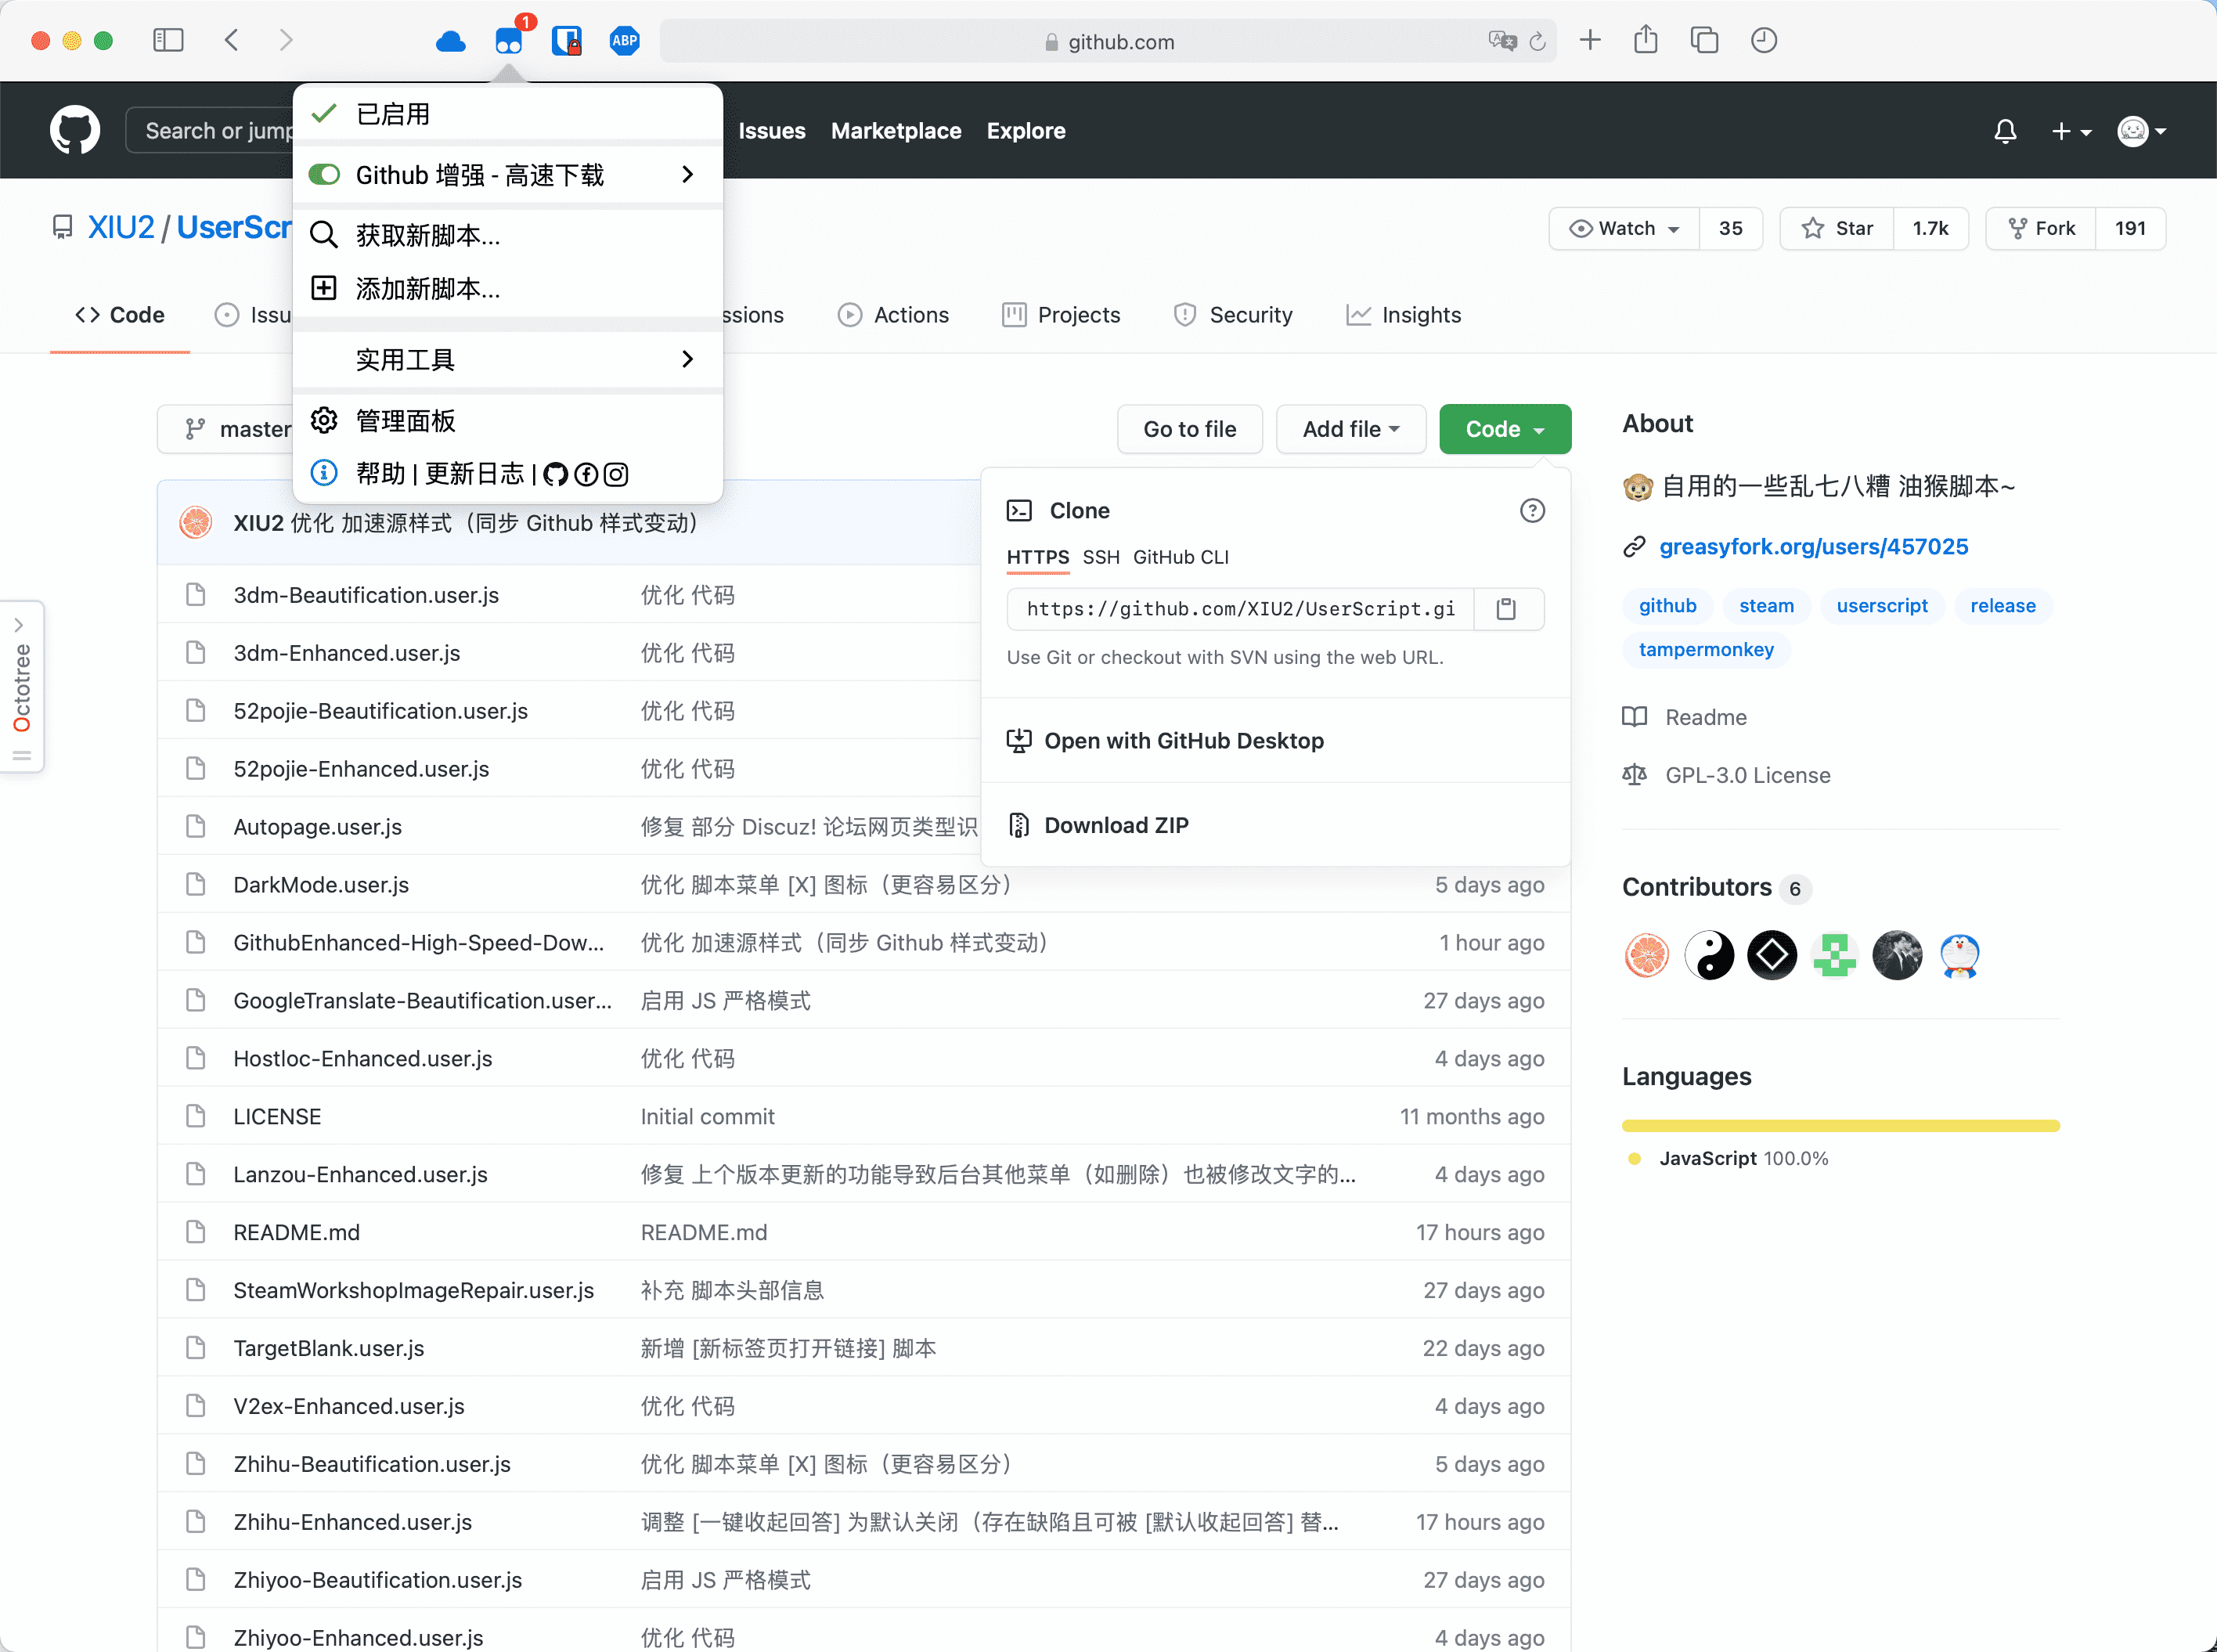 1
ABP
github.com
已启用
Github 增强 - 高速下载
获取新脚本...
添加新脚本...
实用工具
管理面板
帮助 | 更新日志 |
Search or jump
Issues
Marketplace
Explore
XIU2 / UserScr
Watch 35
Star 1.7k
Fork 191
Code
Issu
ssions
Actions
Projects
Security
Insights
master
Go to file
Add file
Code
Clone
HTTPS SSH GitHub CLI
https://github.com/XIU2/UserScript.gi
Use Git or checkout with SVN using the web URL.
Open with GitHub Desktop
Download ZIP
XIU2 优化 加速源样式（同步 Github 样式变动）
3dm-Beautification.user.js 优化 代码
3dm-Enhanced.user.js 优化 代码
52pojie-Beautification.user.js 优化 代码
52pojie-Enhanced.user.js 优化 代码
Autopage.user.js 修复 部分 Discuz! 论坛网页类型识
DarkMode.user.js 优化 脚本菜单 [X] 图标（更容易区分） 5 days ago
GithubEnhanced-High-Speed-Dow... 优化 加速源样式（同步 Github 样式变动） 1 hour ago
GoogleTranslate-Beautification.user... 启用 JS 严格模式 27 days ago
Hostloc-Enhanced.user.js 优化 代码 4 days ago
LICENSE Initial commit 11 months ago
Lanzou-Enhanced.user.js 修复 上个版本更新的功能导致后台其他菜单（如删除）也被修改文字的... 4 days ago
README.md README.md 17 hours ago
SteamWorkshopImageRepair.user.js 补充 脚本头部信息 27 days ago
TargetBlank.user.js 新增 [新标签页打开链接] 脚本 22 days ago
V2ex-Enhanced.user.js 优化 代码 4 days ago
Zhihu-Beautification.user.js 优化 脚本菜单 [X] 图标（更容易区分） 5 days ago
Zhihu-Enhanced.user.js 调整 [一键收起回答] 为默认关闭（存在缺陷且可被 [默认收起回答] 替... 17 hours ago
Zhiyoo-Beautification.user.js 启用 JS 严格模式 27 days ago
Zhiyoo-Enhanced.user.js 优化 代码 4 days ago
Octotree
About
自用的一些乱七八糟 油猴脚本~
greasyfork.org/users/457025
github steam userscript release
tampermonkey
Readme
GPL-3.0 License
Contributors 6
Languages
JavaScript 100.0%